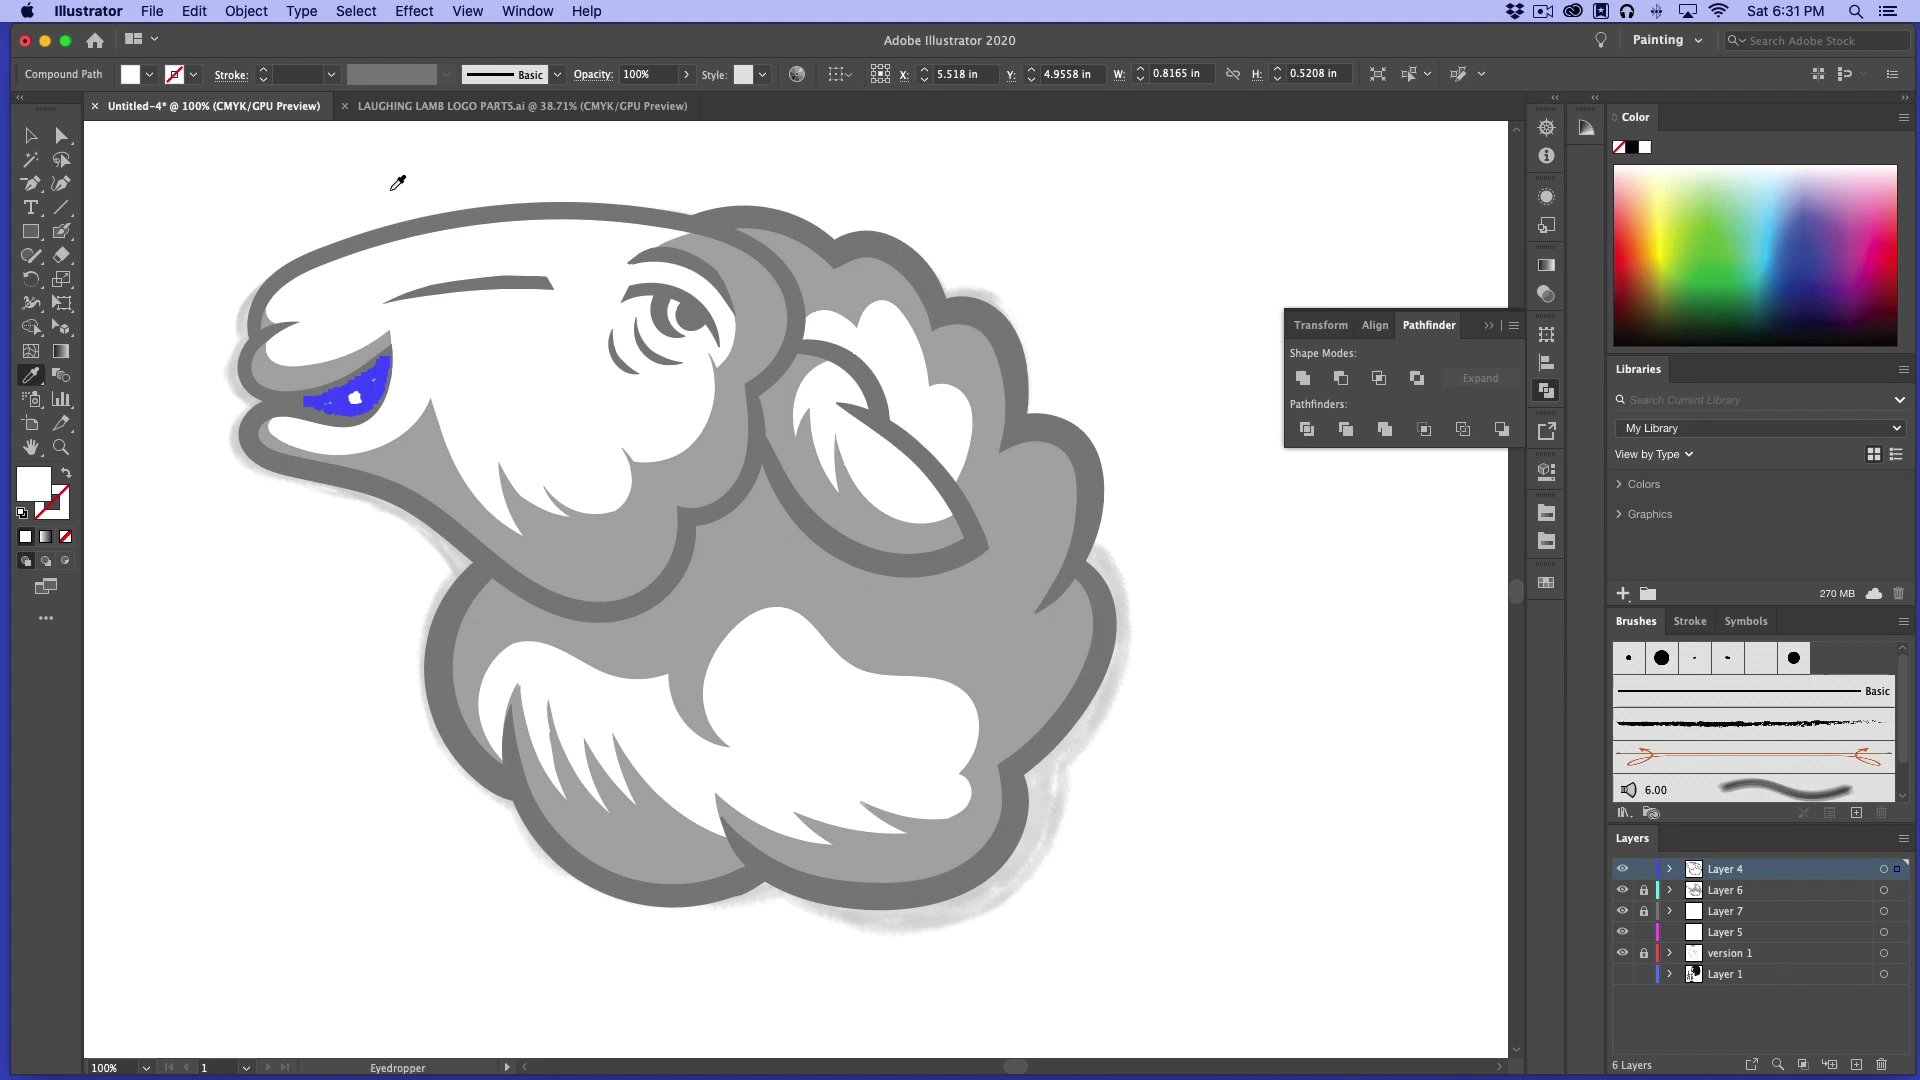 Illustrator File Edit Object Type Select Effect View Window Help Sat 6:31 PM
Adobe Illustrator 2020 Painting Search Adobe Stock
Compound Path Stroke: Basic Opacity: 100% Style: X: 5.518 in Y: 4.9558 in W: 0.8165 in H: 0.5208 in
Untitled-4* @ 100% (CMYK/GPU Preview) LAUGHING LAMB LOGO PARTS.ai @ 38.71% (CMYK/GPU Preview)
Color
Transform Align Pathfinder
Shape Modes:
Expand
Pathfinders:
Libraries
Search Current Library
My Library
View by Type
Colors
Graphics
270 MB
Brushes Stroke Symbols
Basic
6.00
Layers
Layer 4
Layer 6
Layer 7
Layer 5
version 1
Layer 1
6 Layers
100% 1 Eyedropper